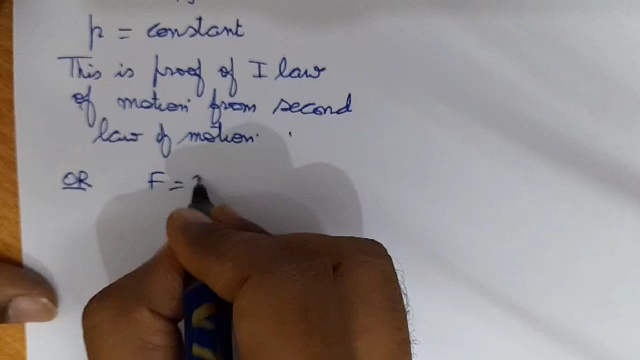 p = constant
This is proof of I law
of motion from second
law of motion.
OR F =